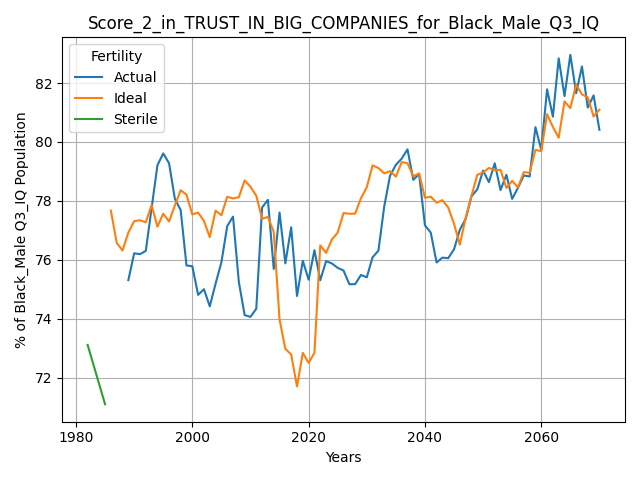 Score_2_in_TRUST_IN_BIG_COMPANIES_for_Black_Male_Q3_IQ
Fertility
Actual
Ideal
Sterile
% of Black_Male Q3_IQ Population
82
80
78
76
74
72
1980
2000
2020
2040
2060
Years